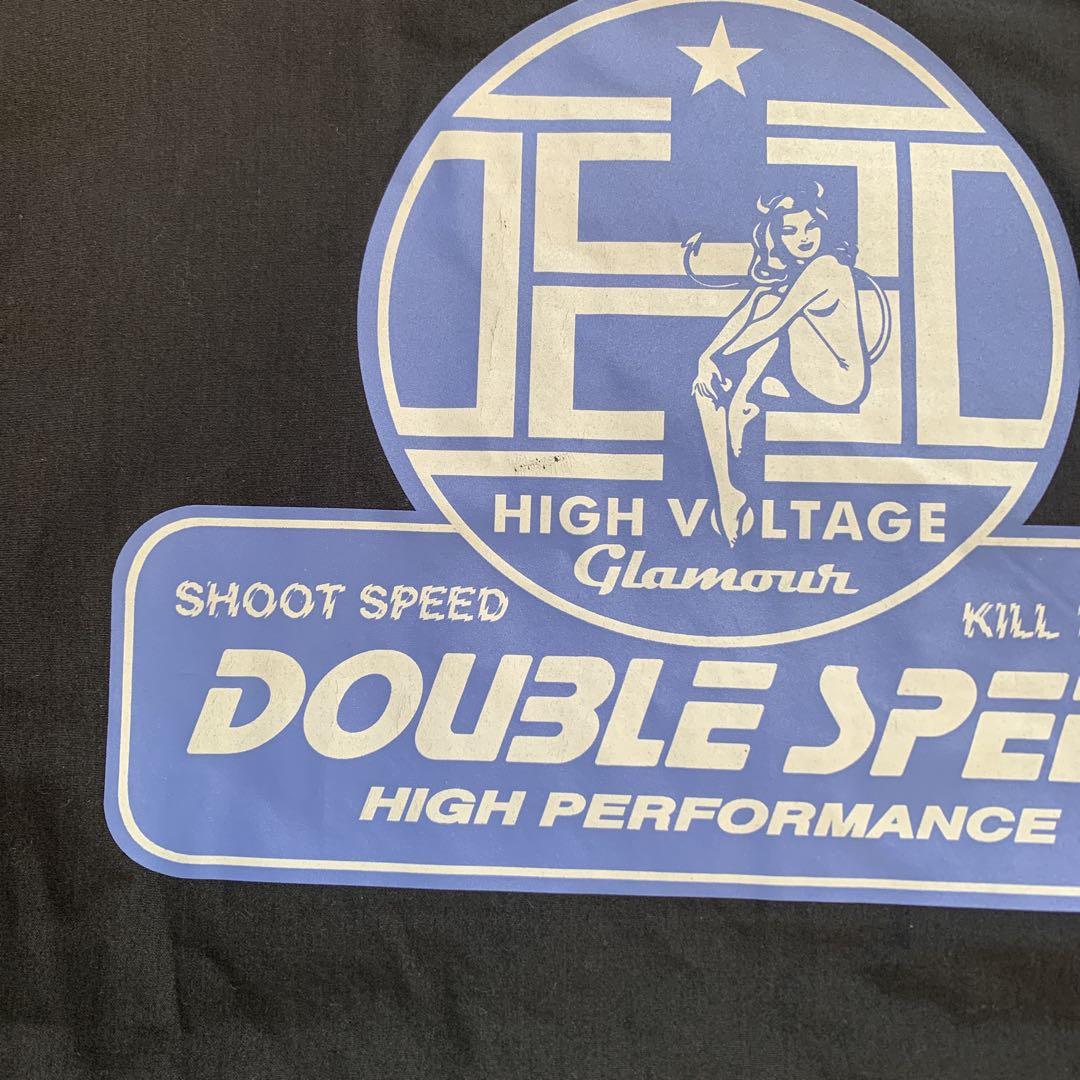 HIGH VOLTAGE
Glamour
SHOOT SPEED
KILL
DOUBLE
HIGH PERFORMANCE